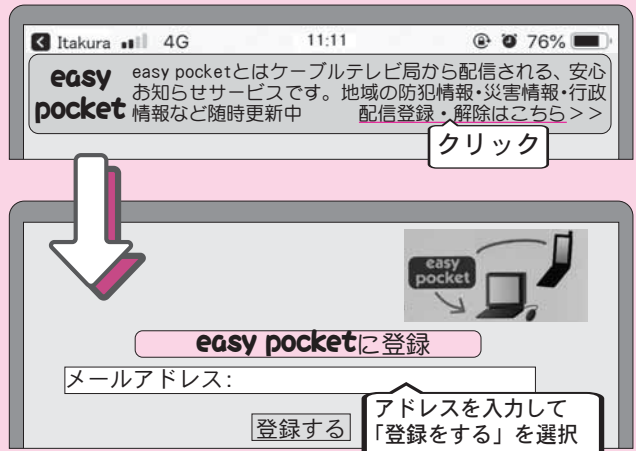 Itakura 4G 11:11 76%
easy pocket
easy pocketとはケーブルテレビ局から配信される、安心
お知らせサービスです。地域の防犯情報・災害情報・行政
情報など随時更新中 配信登録・解除はこちら>>
クリック
easy
pocket
easy pocketに登録
メールアドレス:
登録する
アドレスを入力して
「登録をする」を選択